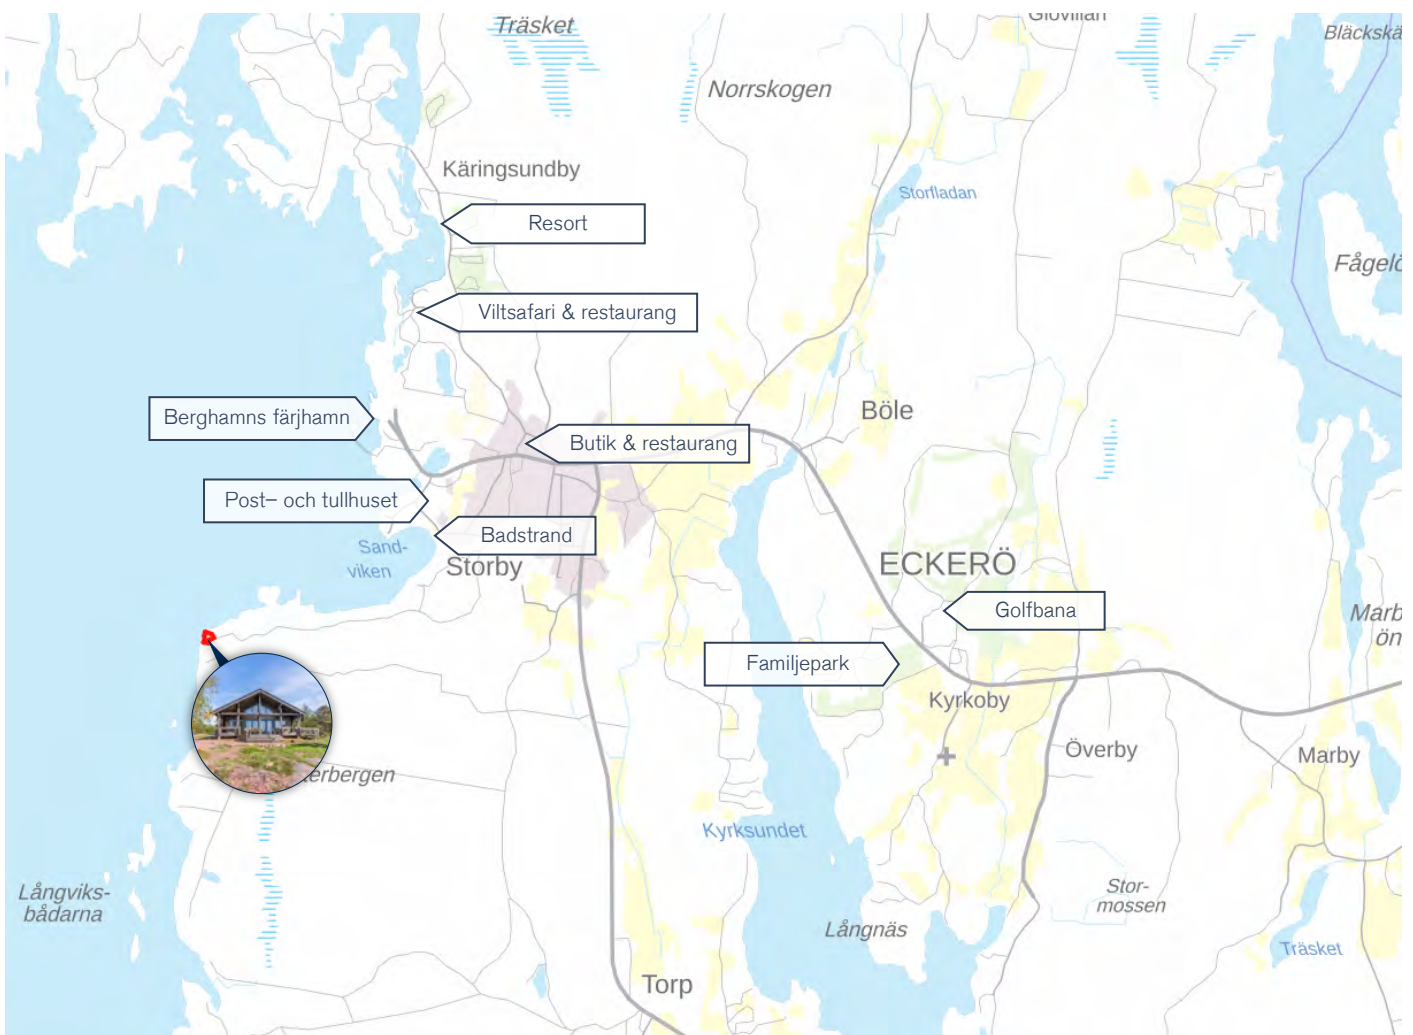 Träsket
Glovillan
Bläckskä
Norrskogen
Käringsundby
Storfladan
Resort
Fågelö
Viltsafari & restaurang
Berghamns färjhamn
Böle
Butik & restaurang
Post- och tullhuset
Badstrand
Sand-
viken
Storby
ECKERÖ
Golfbana
Marb
ön
Familjepark
Kyrkoby
Överby
Marby
erbergen
Kyrksundet
Långviks-
bådarna
Stor-
mossen
Långnäs
Träsket
Torp